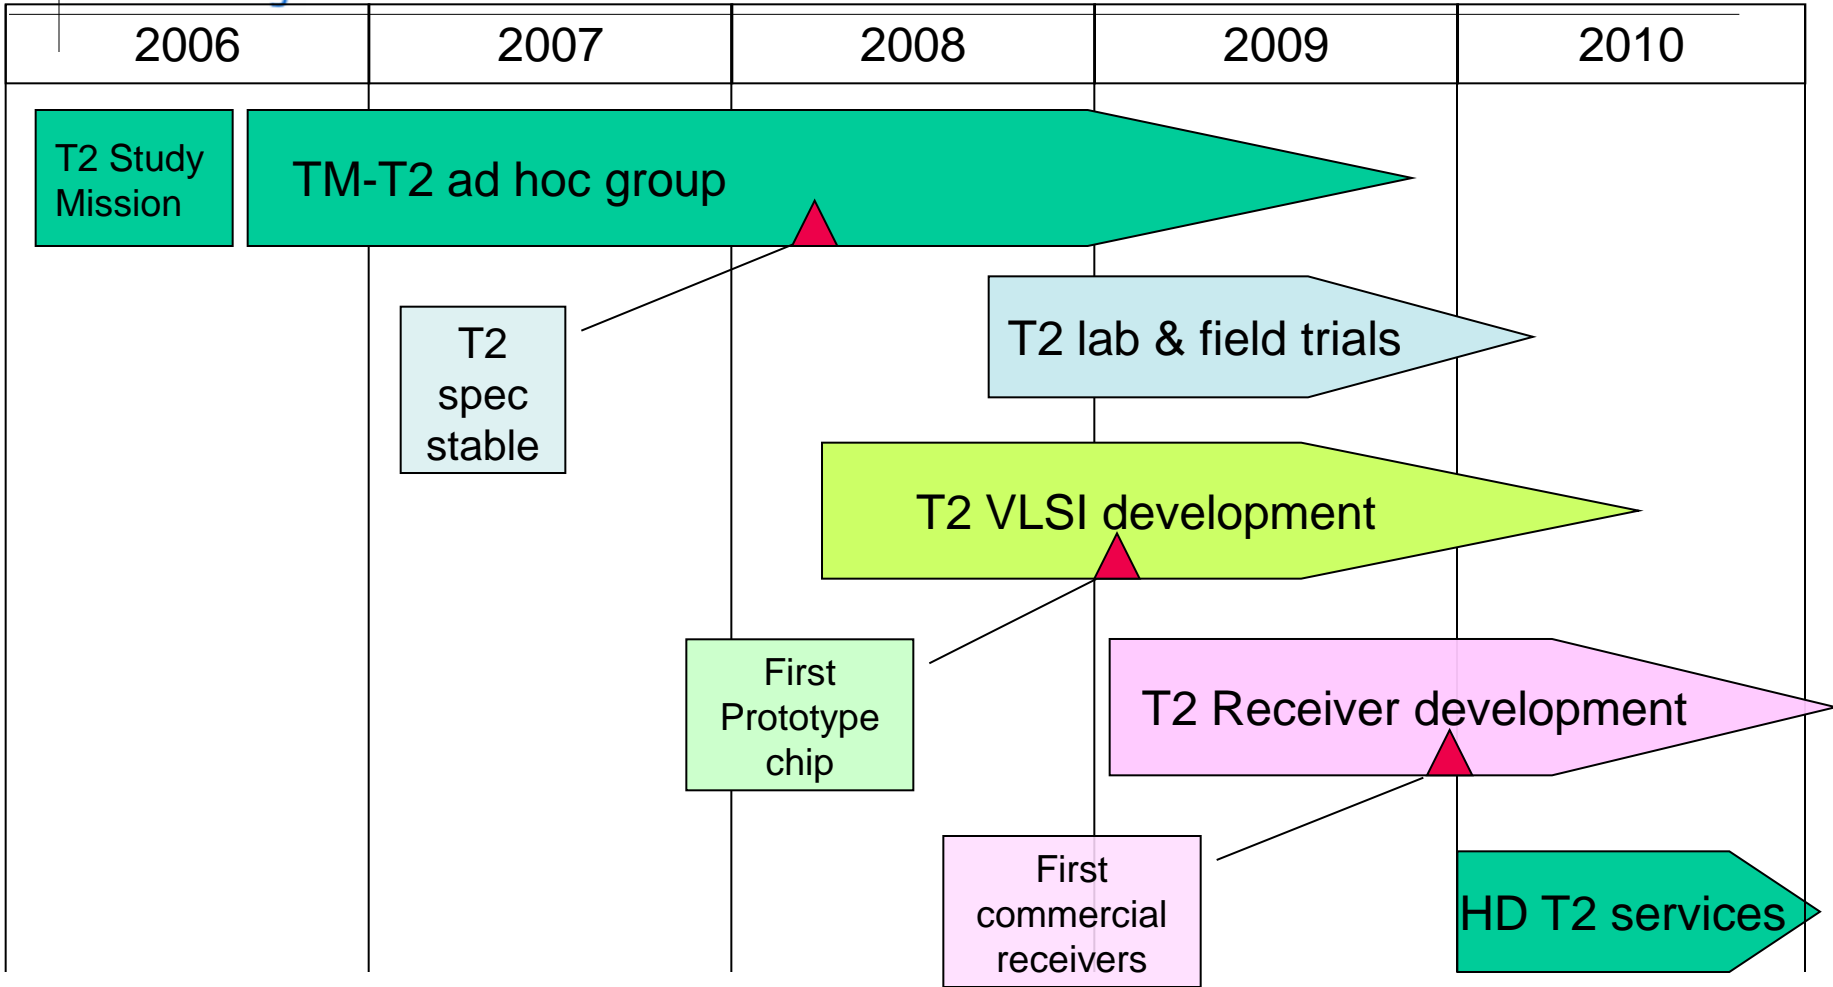 2006 2007 2008 2009 2010
T2 Study
Mission
TM-T2 ad hoc group
T2
spec
stable
T2 lab & field trials
T2 VLSI development
First
Prototype
chip
T2 Receiver development
First
commercial
receivers
HD T2 services